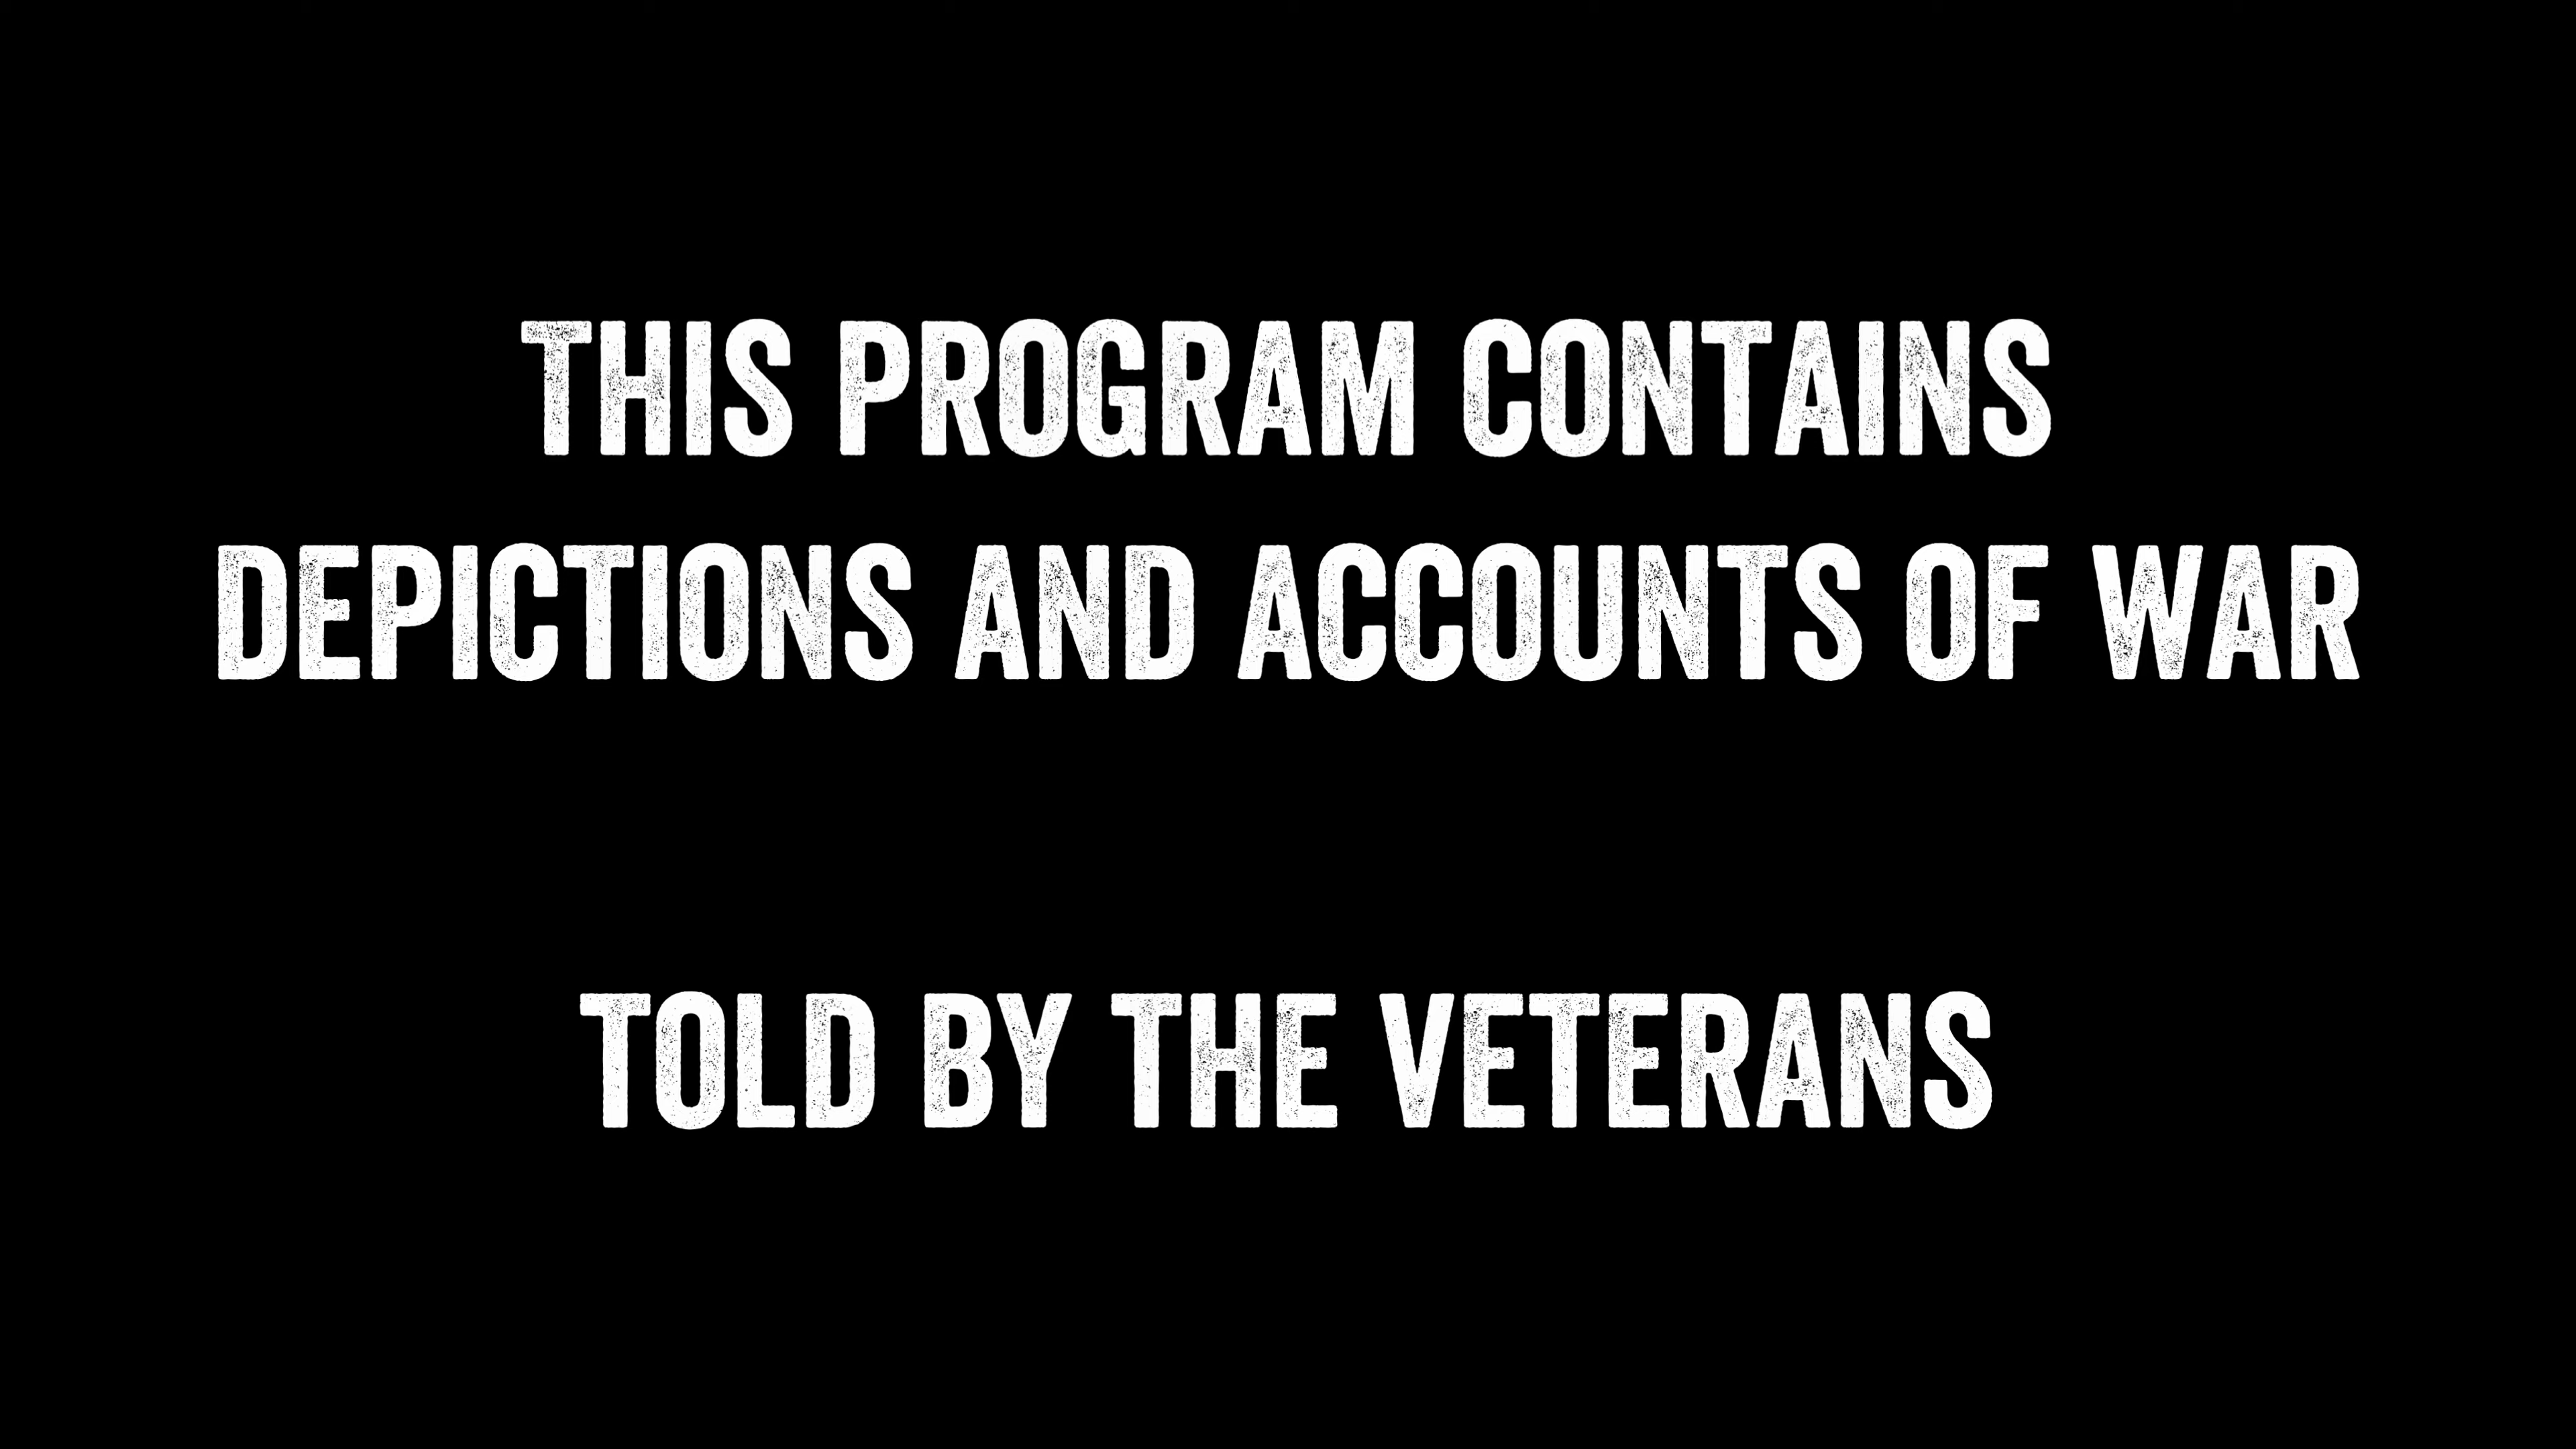 THIS PROGRAM CONTAINS
DEPICTIONS AND ACCOUNTS OF WAR
TOLD BY THE VETERANS